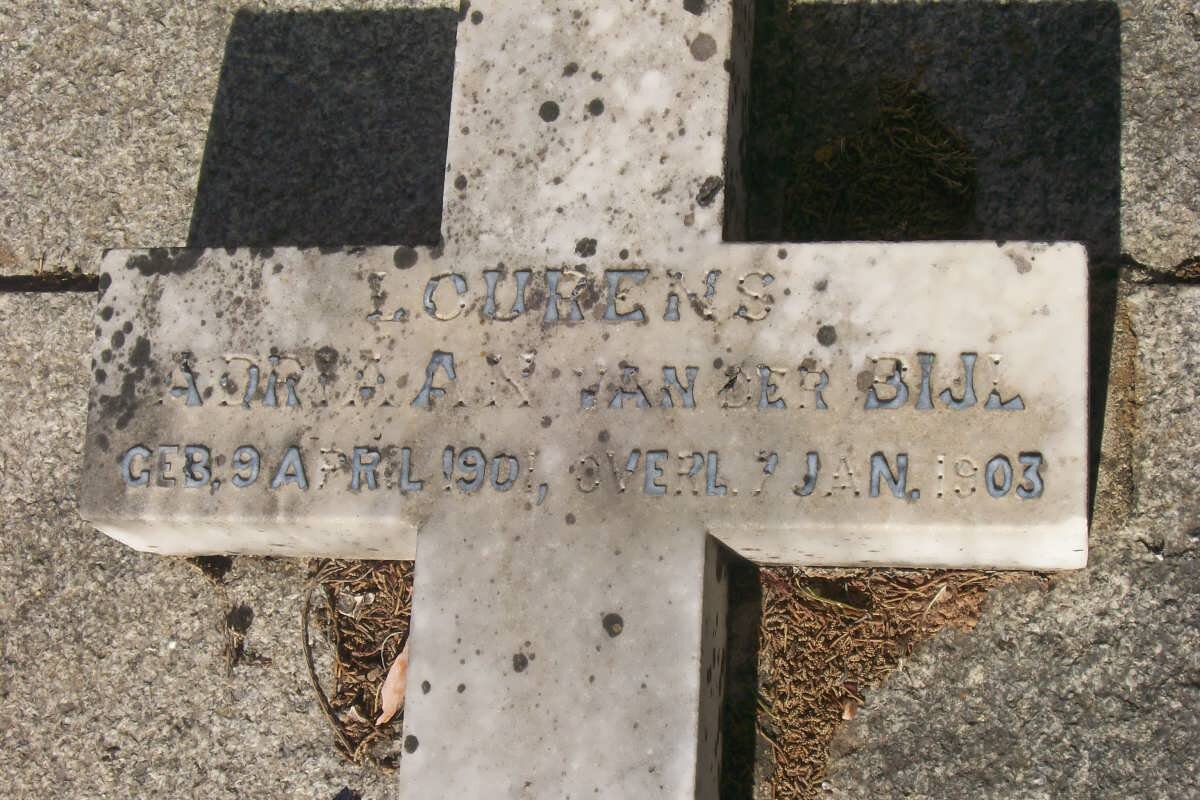 LOURENS
ADRIAAN VAN DER BIJL
GEB. 9 APRIL 1901, OVERL. 7 JAN. 1903